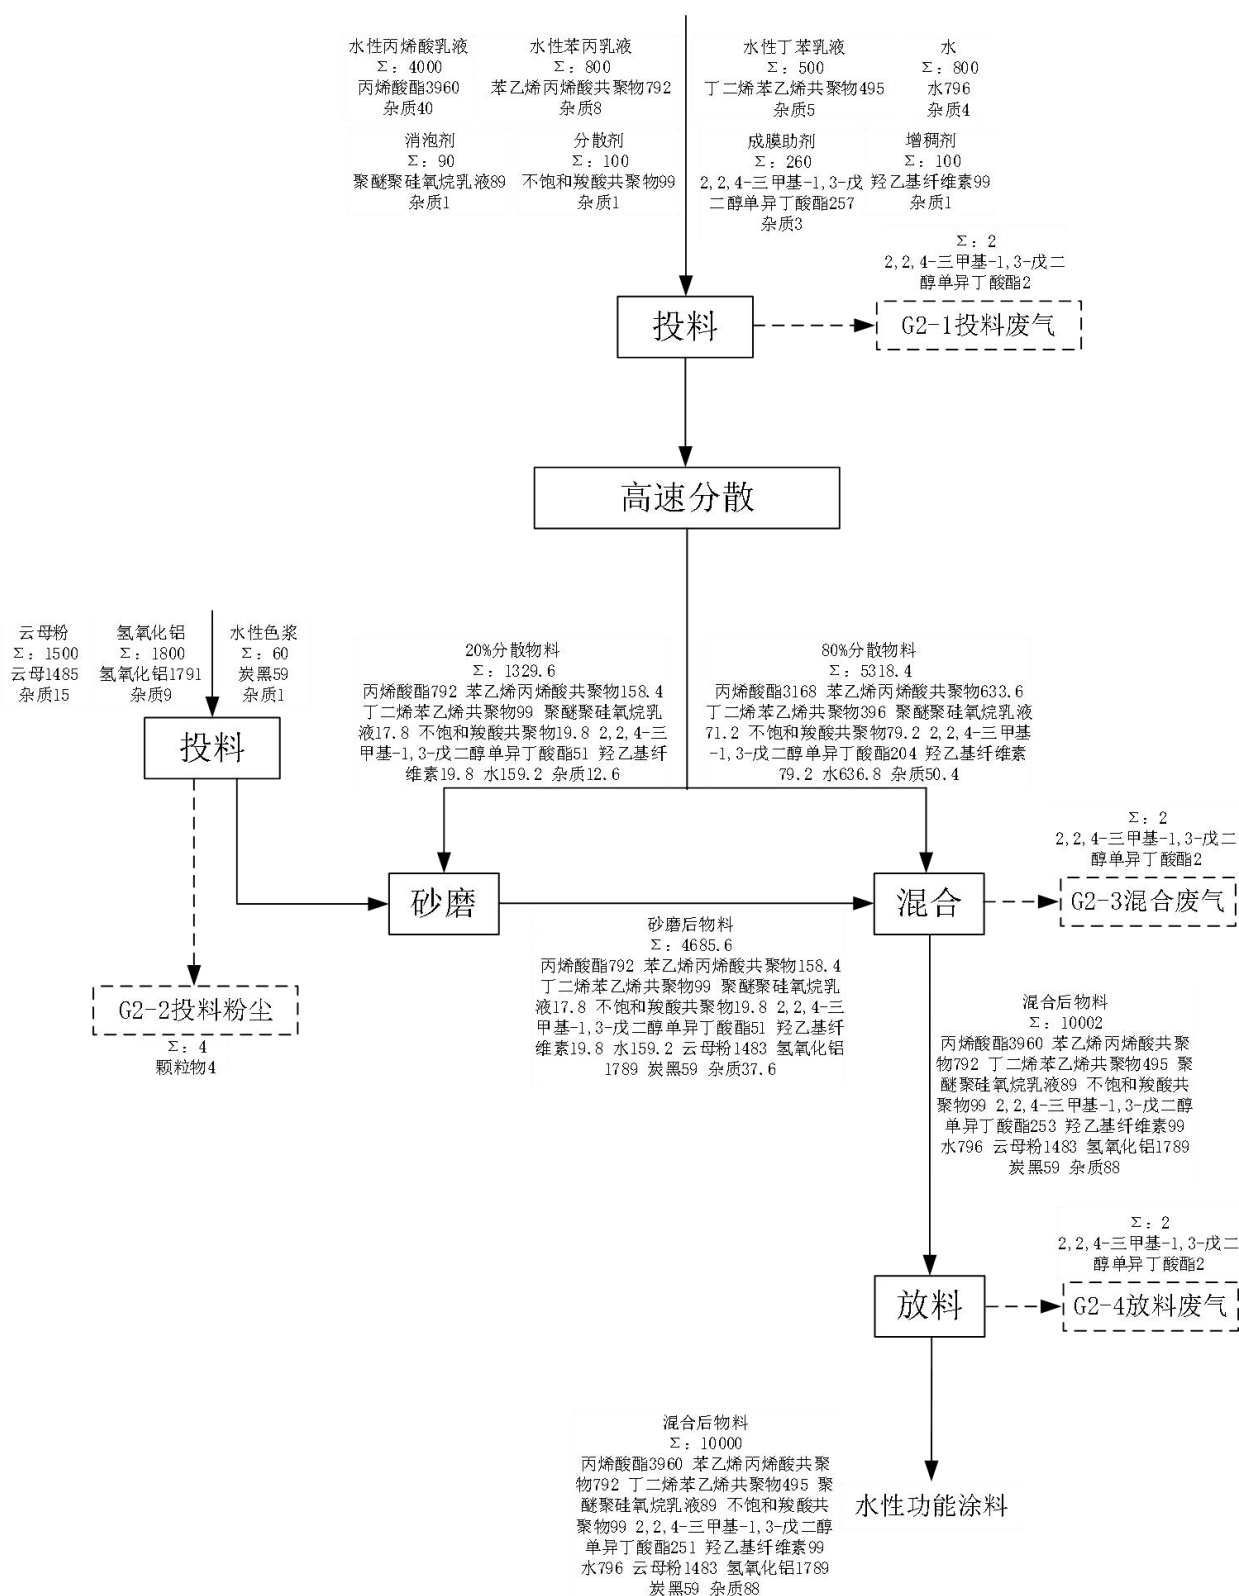 水性丙烯酸乳液
Σ：4000
丙烯酸酯3960
杂质40
水性苯丙乳液
Σ：800
苯乙烯丙烯酸共聚物792
杂质8
水性丁苯乳液
Σ：500
丁二烯苯乙烯共聚物495
杂质5
水
Σ：800
水796
杂质4
消泡剂
Σ：90
聚醚聚硅氧烷乳液89
杂质1
分散剂
Σ：100
不饱和羧酸共聚物99
杂质1
成膜助剂
Σ：260
2,2,4-三甲基-1,3-戊
二醇单异丁酸酯257
杂质3
增稠剂
Σ：100
羟乙基纤维素99
杂质1
Σ：2
2,2,4-三甲基-1,3-戊二
醇单异丁酸酯2
投料
G2-1投料废气
高速分散
云母粉
Σ：1500
云母1485
杂质15
氢氧化铝
Σ：1800
氢氧化铝1791
杂质9
水性色浆
Σ：60
炭黑59
杂质1
投料
20%分散物料
Σ：1329.6
丙烯酸酯792 苯乙烯丙烯酸共聚物158.4
丁二烯苯乙烯共聚物99 聚醚聚硅氧烷乳
液17.8 不饱和羧酸共聚物19.8 2,2,4-三
甲基-1,3-戊二醇单异丁酸酯51 羟乙基纤
维素19.8 水159.2 杂质12.6
80%分散物料
Σ：5318.4
丙烯酸酯3168 苯乙烯丙烯酸共聚物633.6
丁二烯苯乙烯共聚物396 聚醚聚硅氧烷乳液
71.2 不饱和羧酸共聚物79.2 2,2,4-三甲基
-1,3-戊二醇单异丁酸酯204 羟乙基纤维素
79.2 水636.8 杂质50.4
砂磨
混合
Σ：2
2,2,4-三甲基-1,3-戊二
醇单异丁酸酯2
G2-3混合废气
砂磨后物料
Σ：4685.6
丙烯酸酯792 苯乙烯丙烯酸共聚物158.4
丁二烯苯乙烯共聚物99 聚醚聚硅氧烷乳
液17.8 不饱和羧酸共聚物19.8 2,2,4-三
甲基-1,3-戊二醇单异丁酸酯51 羟乙基纤
维素19.8 水159.2 云母粉1483 氢氧化铝
1789 炭黑59 杂质37.6
G2-2投料粉尘
Σ：4
颗粒物4
混合后物料
Σ：10002
丙烯酸酯3960 苯乙烯丙烯酸共聚
物792 丁二烯苯乙烯共聚物495 聚
醚聚硅氧烷乳液89 不饱和羧酸共
聚物99 2,2,4-三甲基-1,3-戊二醇
单异丁酸酯253 羟乙基纤维素99
水796 云母粉1483 氢氧化铝1789
炭黑59 杂质88
Σ：2
2,2,4-三甲基-1,3-戊二
醇单异丁酸酯2
放料
G2-4放料废气
混合后物料
Σ：10000
丙烯酸酯3960 苯乙烯丙烯酸共聚
物792 丁二烯苯乙烯共聚物495 聚
醚聚硅氧烷乳液89 不饱和羧酸共
聚物99 2,2,4-三甲基-1,3-戊二醇
单异丁酸酯251 羟乙基纤维素99
水796 云母粉1483 氢氧化铝1789
炭黑59 杂质88
水性功能涂料